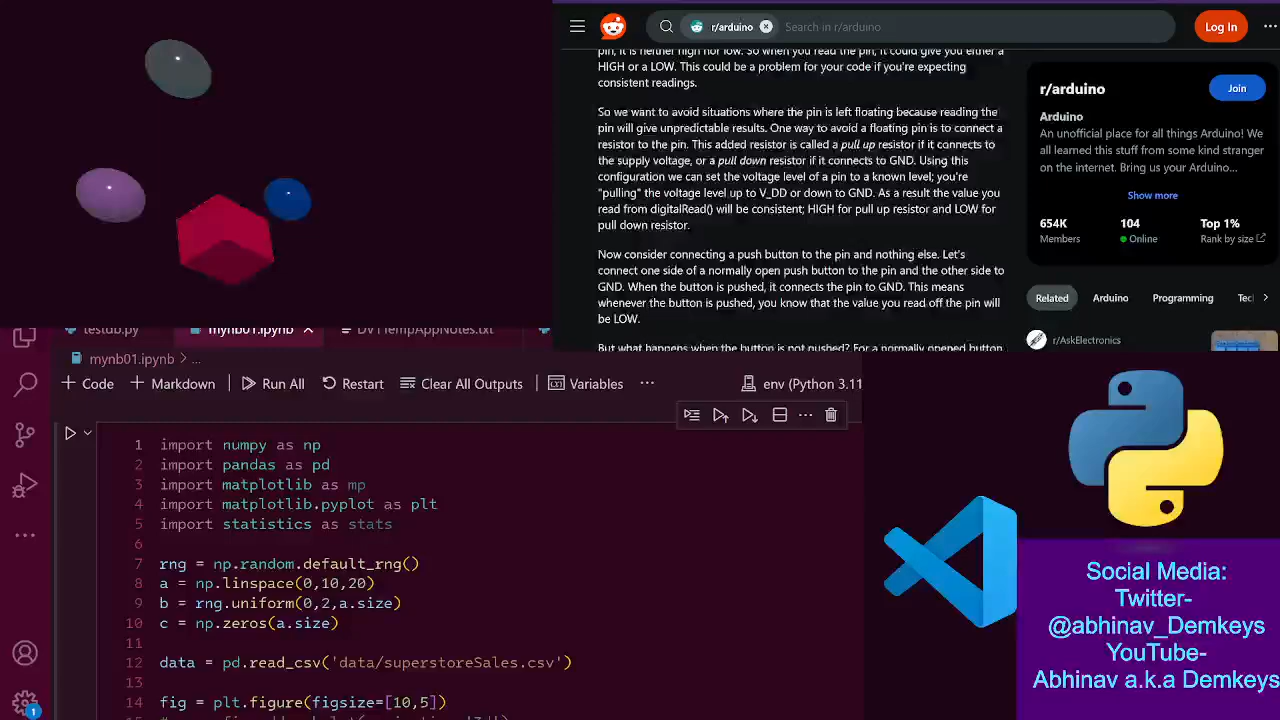 r/arduino
Search in r/arduino
Log In
pin, it is neither high nor low. So when you read the pin, it could give you either a
HIGH or a LOW. This could be a problem for your code if you're expecting
consistent readings.
So we want to avoid situations where the pin is left floating because reading the
pin will give unpredictable results. One way to avoid a floating pin is to connect a
resistor to the pin. This added resistor is called a pull up resistor if it connects to
the supply voltage, or a pull down resistor if it connects to GND. Using this
configuration we can set the voltage level of a pin to a known level; you're
"pulling" the voltage level up to V_DD or down to GND. As a result the value you
read from digitalRead() will be consistent; HIGH for pull up resistor and LOW for
pull down resistor.
Now consider connecting a push button to the pin and nothing else. Let's
connect one side of a normally open push button to the pin and the other side to
GND. When the button is pushed, it connects the pin to GND. This means
whenever the button is pushed, you know that the value you read off the pin will
be LOW.
But what happens when the button is not pushed? For a normally opened button,
r/arduino
Join
Arduino
An unofficial place for all things Arduino! We
all learned this stuff from some kind stranger
on the internet. Bring us your Arduino...
Show more
654K
104
Top 1%
Members
Online
Rank by size
Related
Arduino
Programming
Tec
r/AskElectronics
testdb.py
mynb01.ipynb
DVTTempAppNotes.txt
mynb01.ipynb > ...
+ Code
+ Markdown
Run All
Restart
Clear All Outputs
Variables
...
env (Python 3.11
1 import numpy as np
2 import pandas as pd
3 import matplotlib as mp
4 import matplotlib.pyplot as plt
5 import statistics as stats
6
7 rng = np.random.default_rng()
8 a = np.linspace(0,10,20)
9 b = rng.uniform(0,2,a.size)
10 c = np.zeros(a.size)
11
12 data = pd.read_csv('data/superstoreSales.csv')
13
14 fig = plt.figure(figsize=[10,5])
1
Social Media:
Twitter-
@abhinav_Demkeys
YouTube-
Abhinav a.k.a Demkeys